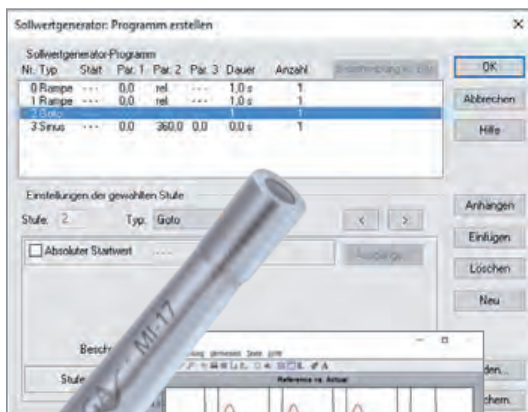 Sollwertgenerator: Programm erstellen
Sollwertgenerator-Programm
Nr. Typ Start Par. 1 Par. 2 Par. 3 Dauer Anzahl
0 Rampe --- 0,0 rel. --- 1,0 s 1
1 Rampe --- 0,0 rel. --- 1,0 s 1
2 Goto 1 1
3 Sinus --- 0,0 360,0 0,0 0,0 s 1
OK
Abbrechen
Hilfe
Einstellungen der gewählten Stufe
Stufe: 2 Typ: Goto < >
Absoluter Startwert ---
Anhängen
Einfügen
Löschen
Neu
MI-17
Reference vs. Actual